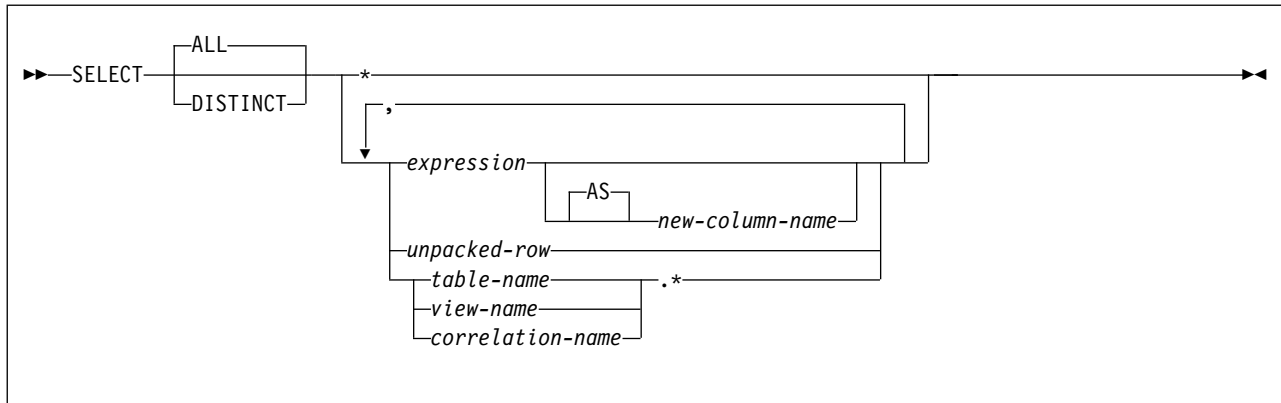 ALL
SELECT *
DISTINCT
,
expression
AS
new-column-name
unpacked-row
table-name .*
view-name
correlation-name